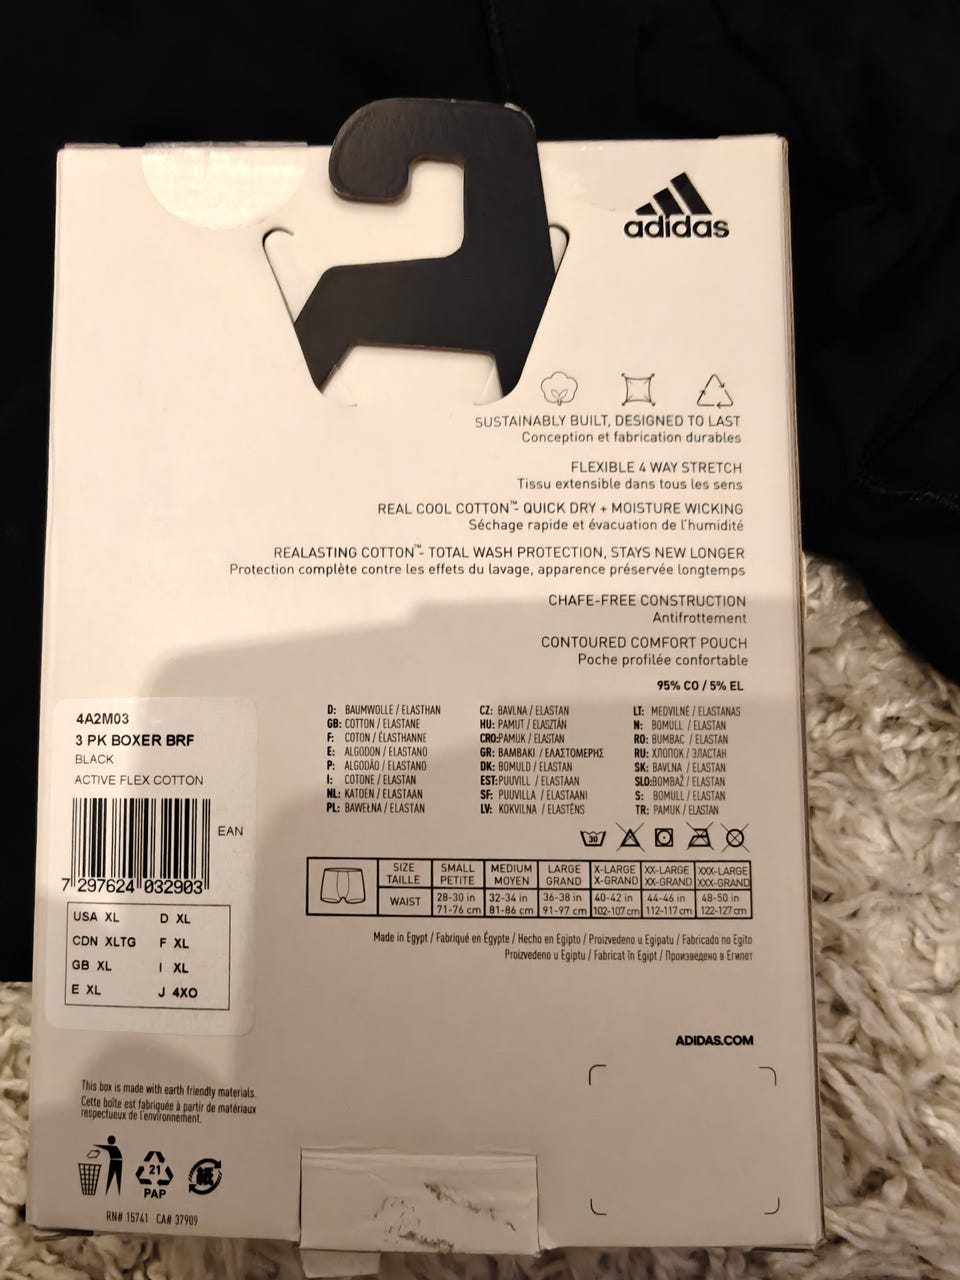 adidas
SUSTAINABLY BUILT, DESIGNED TO LAST
Conception et fabrication durables
FLEXIBLE 4 WAY STRETCH
Tissu extensible dans tous les sens
REAL COOL COTTON™- QUICK DRY + MOISTURE WICKING
Séchage rapide et évacuation de l'humidité
REALASTING COTTON™- TOTAL WASH PROTECTION, STAYS NEW LONGER
Protection complète contre les effets du lavage, apparence préservée longtemps
CHAFE-FREE CONSTRUCTION
Antifrottement
CONTOURED COMFORT POUCH
Poche profilée confortable
95% CO / 5% EL
4A2M03
3 PK BOXER BRF
BLACK
ACTIVE FLEX COTTON
EAN
7 297624 032903
USA XL D XL
CDN XLTG F XL
GB XL I XL
E XL J 4XO
D: BAUMWOLLE / ELASTHAN
GB: COTTON / ELASTANE
F: COTON / ÉLASTHANNE
E: ALGODON / ELASTANO
P: ALGODÃO / ELASTANO
I: COTONE / ELASTAN
NL: KATOEN / ELASTAAN
PL: BAWEŁNA / ELASTAN
CZ: BAVLNA / ELASTAN
HU: PAMUT / ELASZTÁN
CRO:PAMUK / ELASTAN
GR: BAMBAKI / ΕΛΑΣΤΟΜΕΡΗΣ
DK: BOMULD / ELASTAN
EST:PUUVILL / ELASTAAN
SF: PUUVILLA / ELASTAANI
LV: KOKVILNA / ELASTĒNS
LT: MEDVILNĖ / ELASTANAS
N: BOMULL / ELASTAN
RO: BUMBAC / ELASTAN
RU: ХЛОПОК / ЭЛАСТАН
SK: BAVLNA / ELASTAN
SLO:BOMBAŽ / ELASTAN
S: BOMULL / ELASTAN
TR: PAMUK / ELASTAN
30
SIZE SMALL MEDIUM LARGE X-LARGE XX-LARGE XXX-LARGE
TAILLE PETITE MOYEN GRAND X-GRAND XX-GRAND XXX-GRAND
WAIST 28-30 in 32-34 in 36-38 in 40-42 in 44-46 in 48-50 in
71-76 cm 81-86 cm 91-97 cm 102-107 cm 112-117 cm 122-127 cm
Made in Egypt / Fabriqué en Égypte / Hecho en Egipto / Proizvedeno u Egipatu / Fabricado no Egito
Proizvedeno u Egiptu / Fabricat în Egipt / Произведено в Египет
ADIDAS.COM
This box is made with earth friendly materials.
Cette boîte est fabriquée à partir de matériaux
respectueux de l'environnement.
21
PAP
紙
RN# 15741 CA# 37909